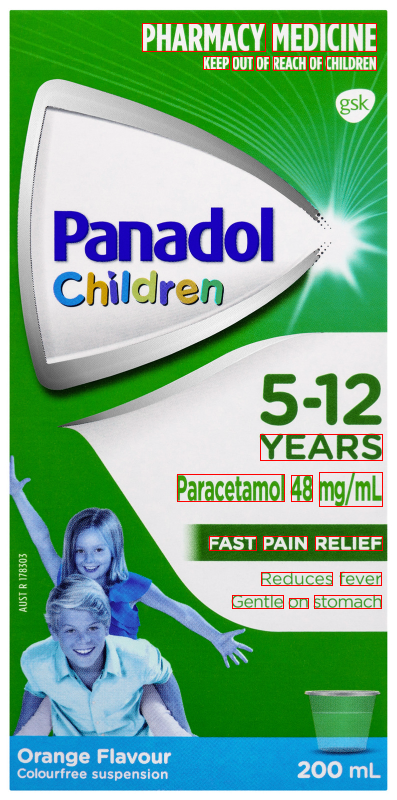 PHARMACY MEDICINE
KEEP OUT OF REACH OF CHILDREN
gsk
Panadol
Children
5-12
YEARS
Paracetamol 48 mg/mL
FAST PAIN RELIEF
Reduces fever
Gentle on stomach
AUST R 178303
Orange Flavour
Colourfree suspension
200 mL